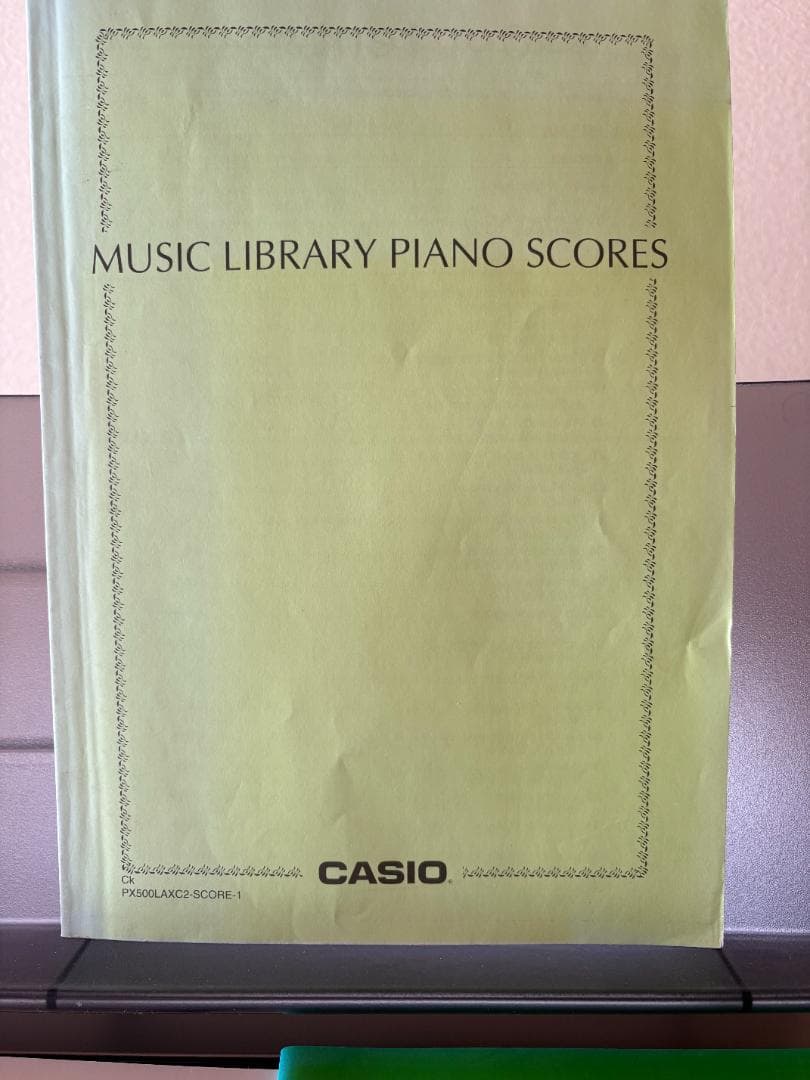 MUSIC LIBRARY PIANO SCORES
CASIO®
Ck
PX500LAXC2-SCORE-1